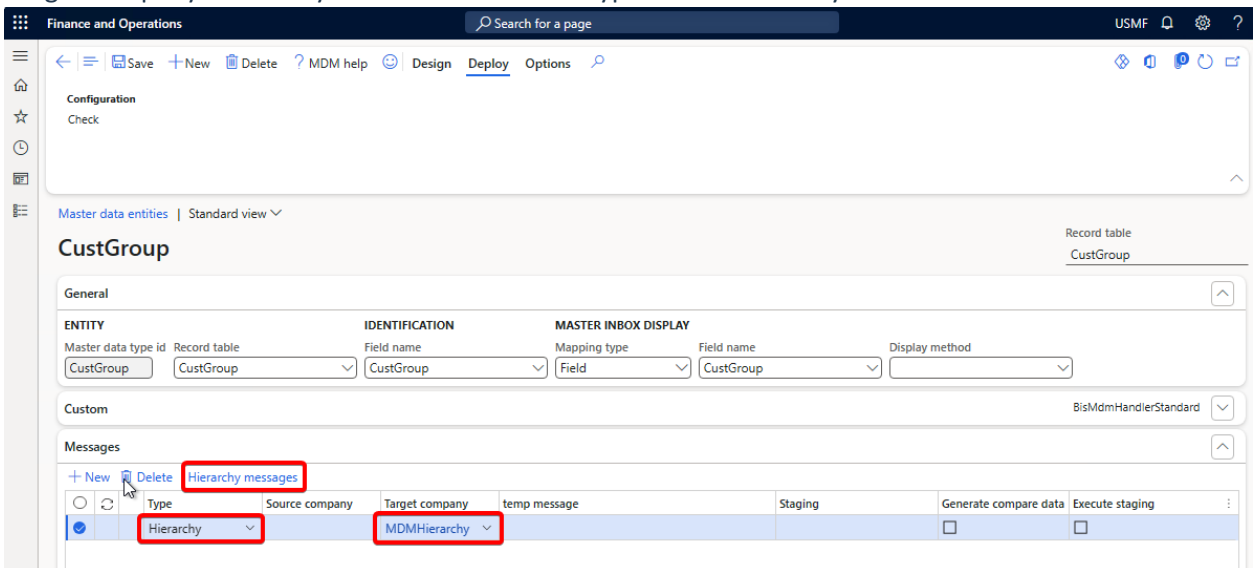 Finance and Operations Search for a page USMF
Save New Delete MDM help Design Deploy Options 0
Configuration
Check
Master data entities | Standard view
CustGroup
Record table
CustGroup
General
ENTITY IDENTIFICATION MASTER INBOX DISPLAY
Master data type id Record table Field name Mapping type Field name Display method
CustGroup CustGroup CustGroup Field CustGroup
Custom BisMdmHandlerStandard
Messages
New Delete Hierarchy messages
Type Source company Target company temp message Staging Generate compare data Execute staging
Hierarchy MDMHierarchy